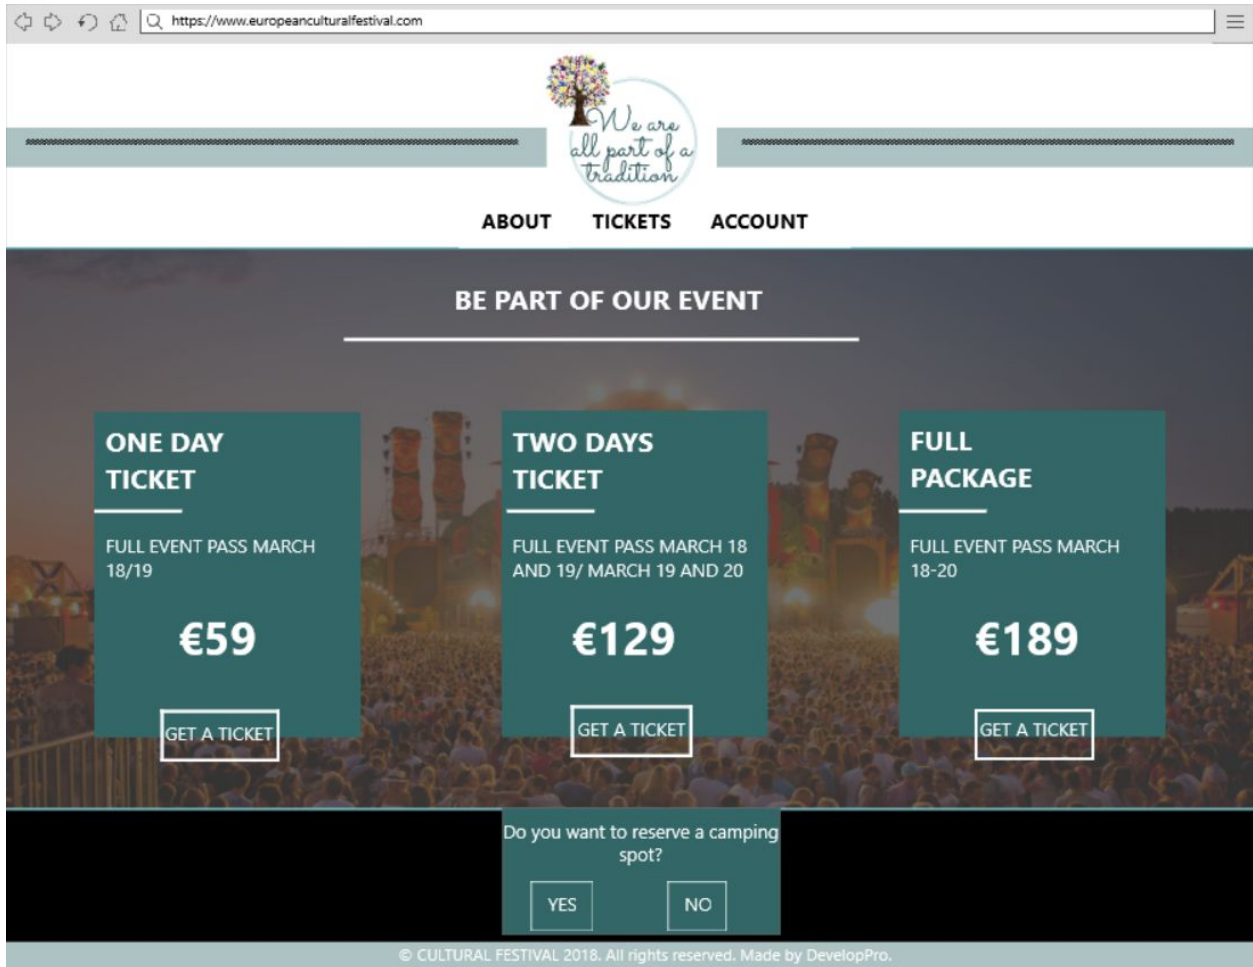 https://www.europeanculturalfestival.com
We are
all part of a
tradition
ABOUT TICKETS ACCOUNT
BE PART OF OUR EVENT
ONE DAY
TICKET
FULL EVENT PASS MARCH
18/19
€59
GET A TICKET
TWO DAYS
TICKET
FULL EVENT PASS MARCH 18
AND 19/ MARCH 19 AND 20
€129
GET A TICKET
FULL
PACKAGE
FULL EVENT PASS MARCH
18-20
€189
GET A TICKET
Do you want to reserve a camping
spot?
YES NO
© CULTURAL FESTIVAL 2018. All rights reserved. Made by DevelopPro.